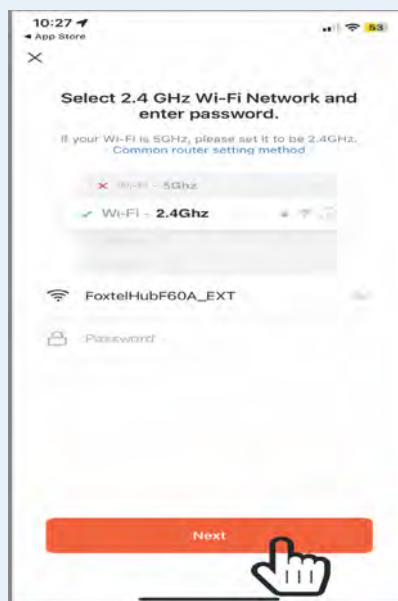 10:27
◀ App Store
53
Select 2.4 GHz Wi-Fi Network and
enter password.
If your Wi-Fi is 5GHz, please set it to be 2.4GHz.
Common router setting method
Wi-Fi - 5Ghz
Wi-Fi - 2.4Ghz
FoxtelHubF60A_EXT
Password
Next